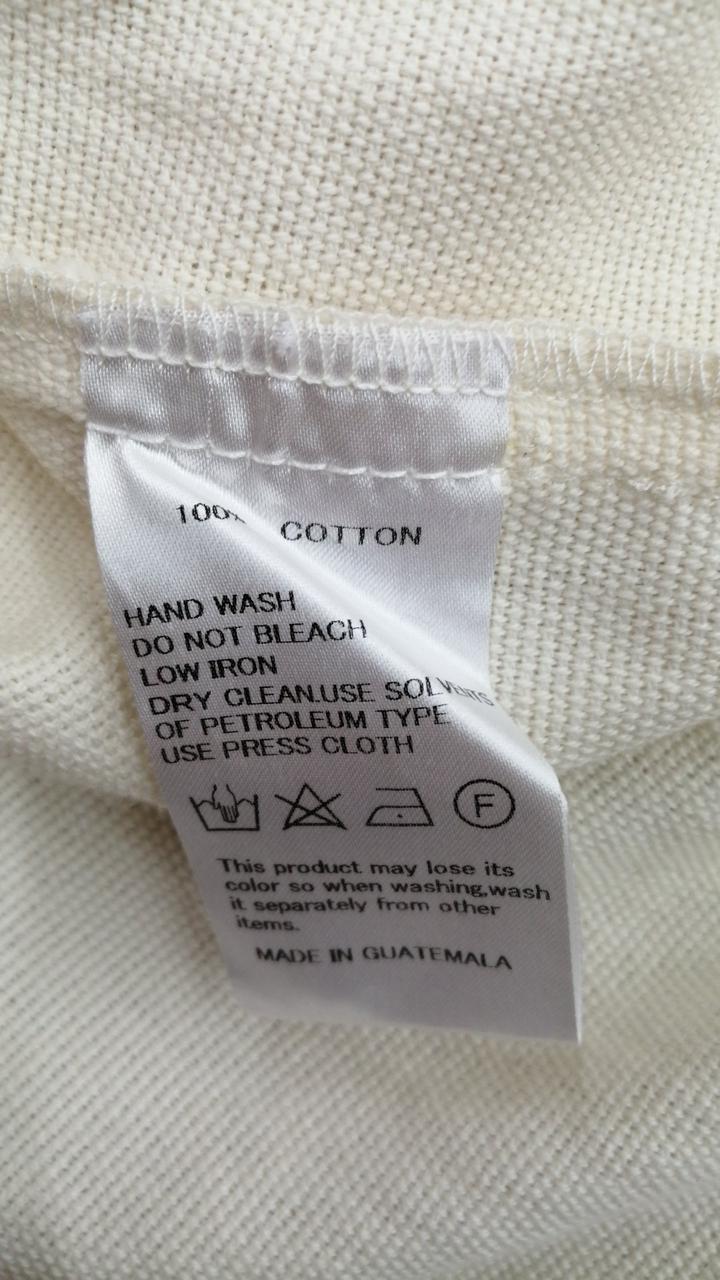 100% COTTON
HAND WASH
DO NOT BLEACH
LOW IRON
DRY CLEAN.USE SOLVENTS
OF PETROLEUM TYPE
USE PRESS CLOTH
F
This product may lose its
color so when washing,wash
it separately from other
items.
MADE IN GUATEMALA